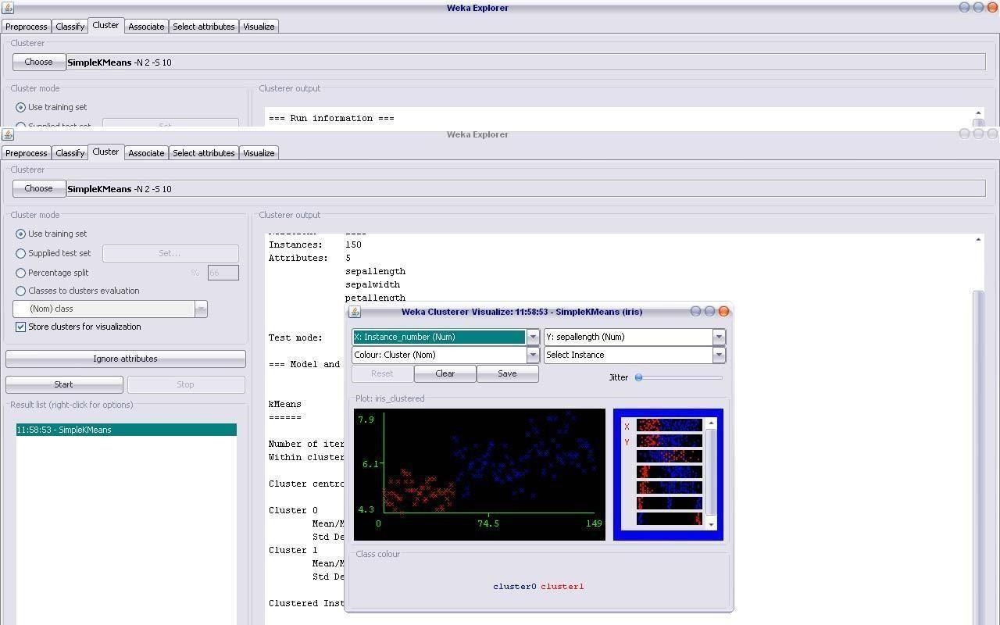 Weka Explorer
Preprocess Classify Cluster Associate Select attributes Visualize
Clusterer
Choose SimpleKMeans -N 2 -S 10
Cluster mode
Clusterer output
Use training set
=== Run information ===
Supplied test set Set...
Weka Explorer
Preprocess Classify Cluster Associate Select attributes Visualize
Clusterer
Choose SimpleKMeans -N 2 -S 10
Cluster mode
Use training set
Supplied test set Set...
Percentage split % 66
Classes to clusters evaluation
(Nom) class
Store clusters for visualization
Ignore attributes
Start Stop
Result list (right-click for options)
11:58:53 - SimpleKMeans
Clusterer output
Instances: 150
Attributes: 5
sepallength
sepalwidth
petallength
Test mode:
=== Model and
kMeans
======
Number of iter
Within cluster
Cluster centro
Cluster 0
Mean/M
Std De
Cluster 1
Mean/M
Std De
Clustered Inst
Weka Clusterer Visualize: 11:58:53 - SimpleKMeans (iris)
X: Instance_number (Num) Y: sepallength (Num)
Colour: Cluster (Nom) Select Instance
Reset Clear Save Jitter
Plot: iris_clustered
7.9
6.1
4.3
0 74.5 149
X
Y
Class colour
cluster0 cluster1